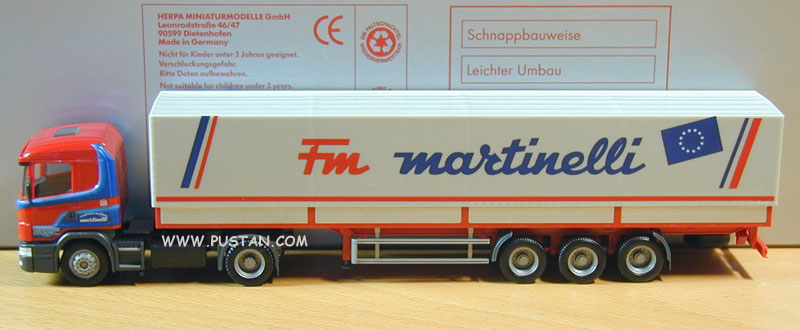 HERPA MINIATURMODELLE GmbH
Leonrodstraße 46/47
90599 Dietenhofen
Made in Germany
Nicht für Kinder unter 3 Jahren geeignet.
Verschluckungsgefahr.
Bitte Daten aufbewahren.
Not suitable for children under 3 years.
CE
Schnappbauweise
Leichter Umbau
Fm martinelli
martinelli
WWW.PUSTAN.COM